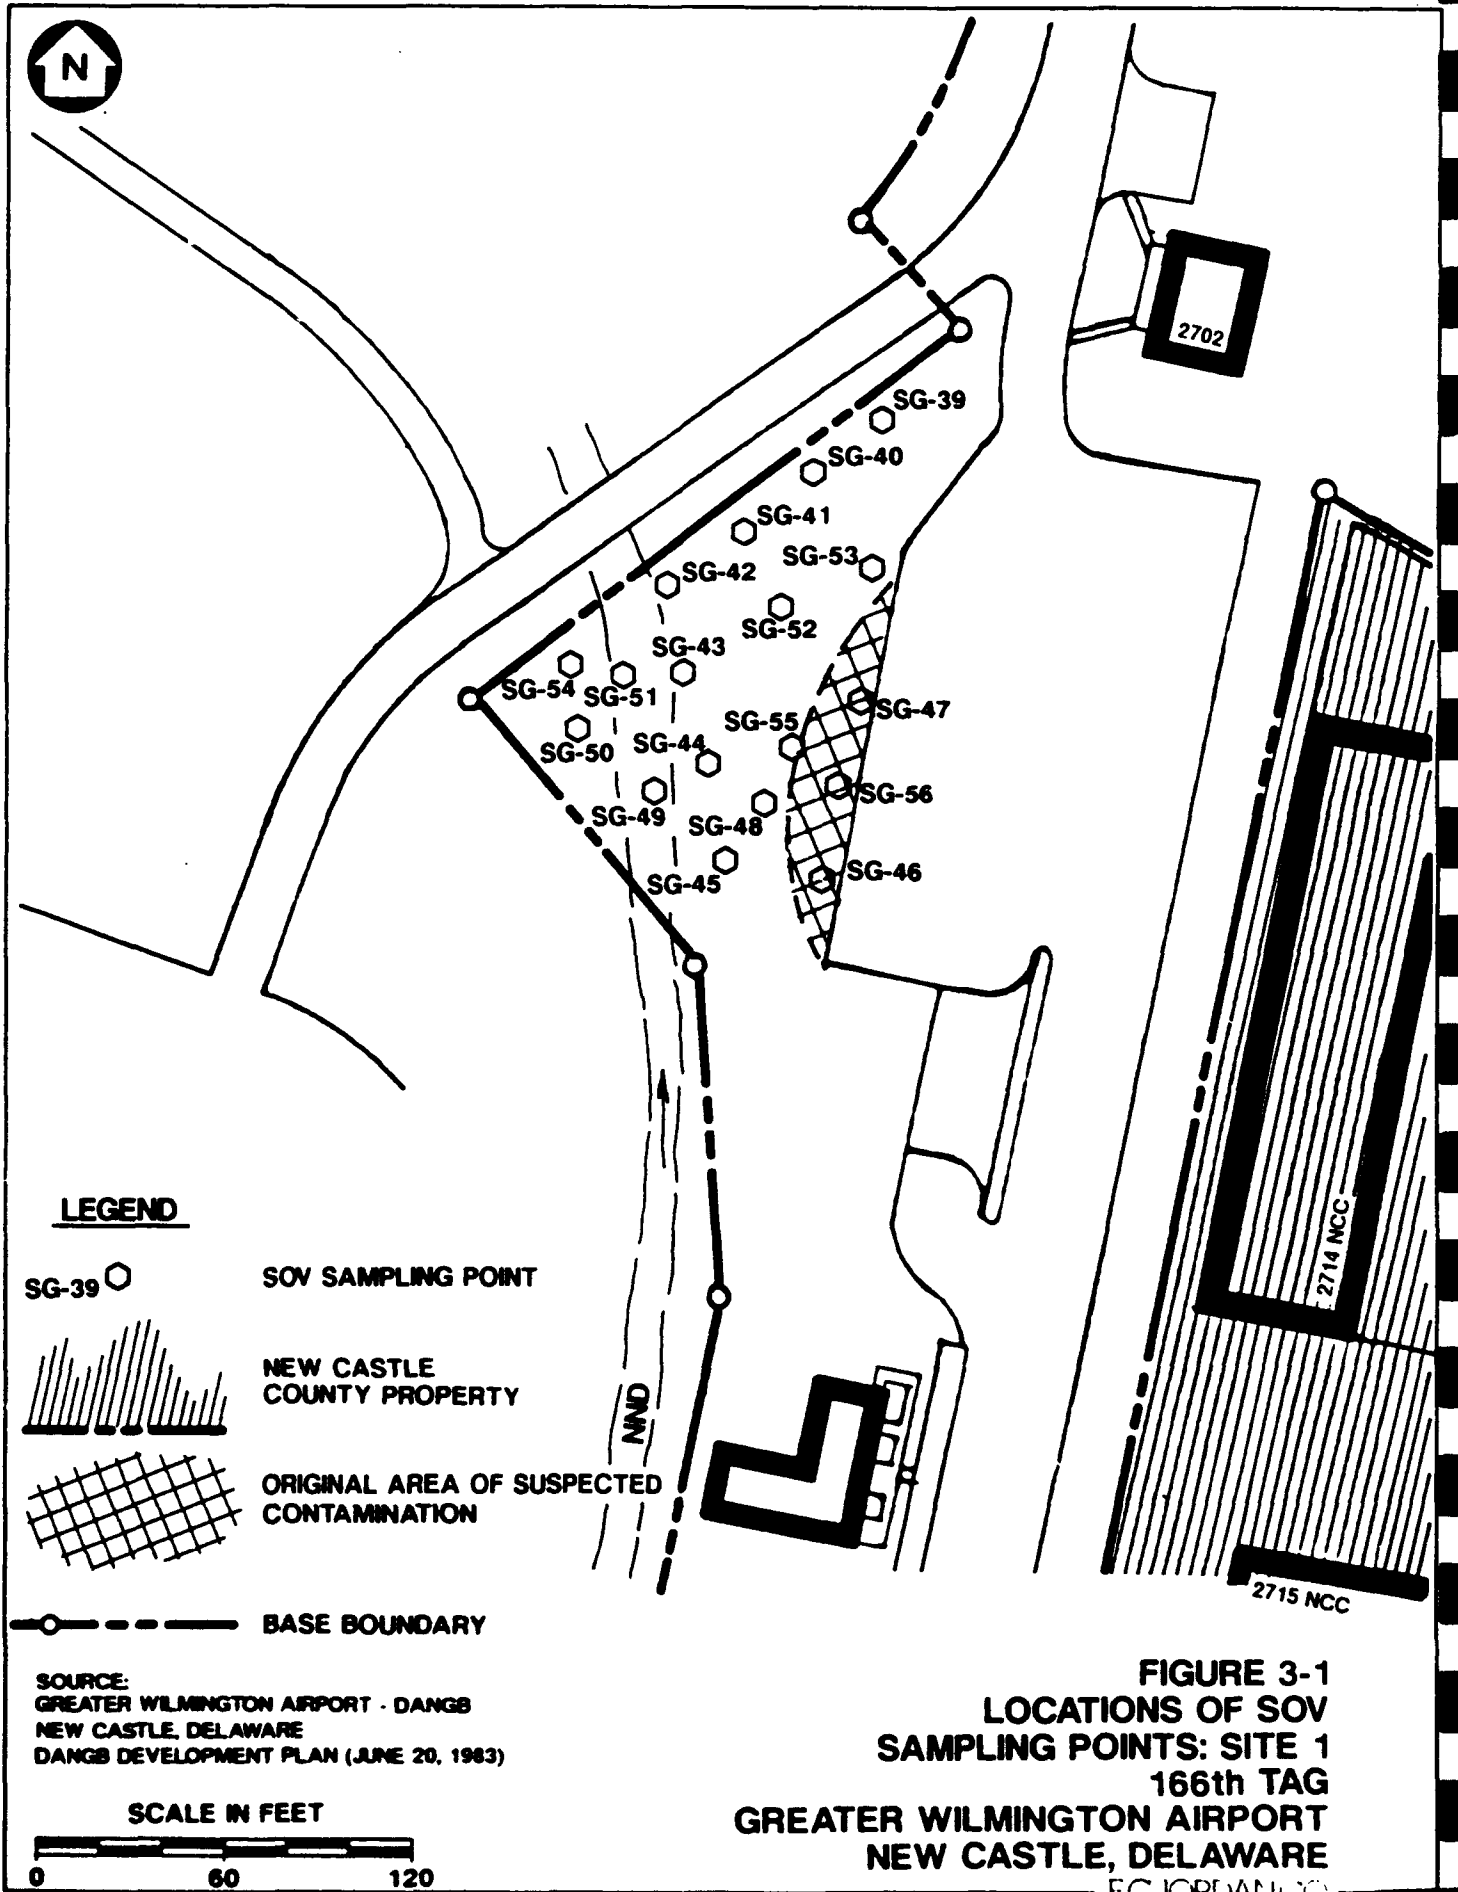 N
2702
SG-39
SG-40
SG-41
SG-53
SG-42
SG-52
SG-43
SG-54
SG-51
SG-47
SG-55
SG-50
SG-44
SG-56
SG-49
SG-48
SG-46
SG-45
2714 NCC
NND
2715 NCC
LEGEND
SG-39
SOV SAMPLING POINT
NEW CASTLE
COUNTY PROPERTY
ORIGINAL AREA OF SUSPECTED
CONTAMINATION
BASE BOUNDARY
SOURCE:
GREATER WILMINGTON AIRPORT - DANGB
NEW CASTLE, DELAWARE
DANGB DEVELOPMENT PLAN (JUNE 20, 1983)
SCALE IN FEET
0 60 120
FIGURE 3-1
LOCATIONS OF SOV
SAMPLING POINTS: SITE 1
166th TAG
GREATER WILMINGTON AIRPORT
NEW CASTLE, DELAWARE